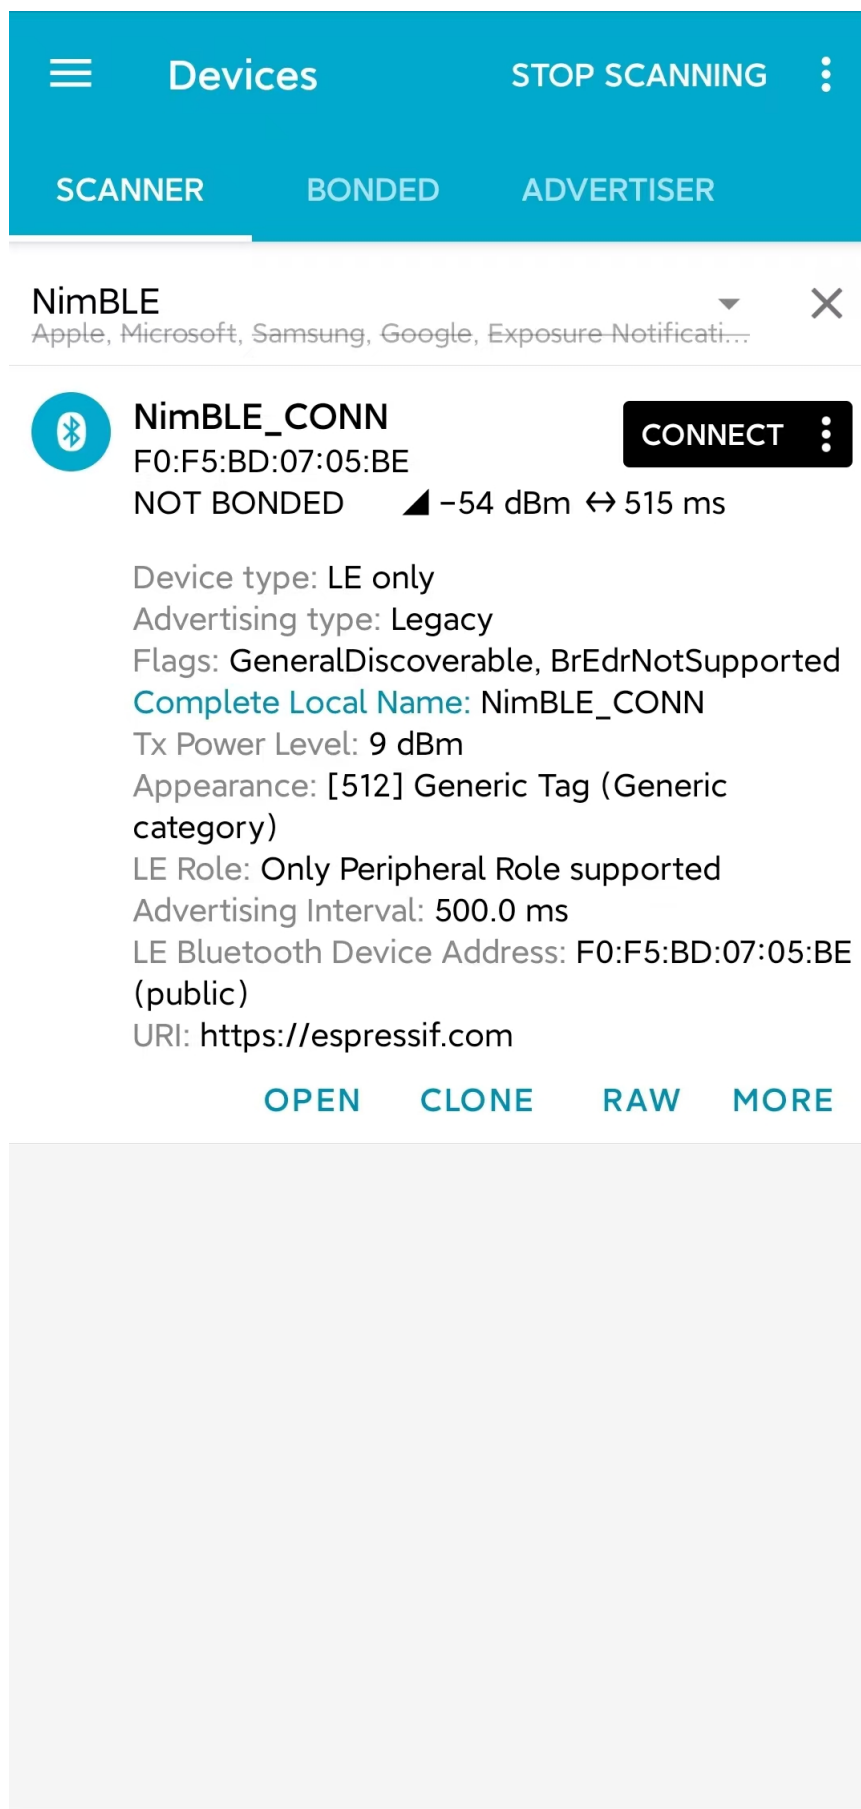 Devices
STOP SCANNING
SCANNER
BONDED
ADVERTISER
NimBLE
Apple, Microsoft, Samsung, Google, Exposure Notificati...
NimBLE_CONN
CONNECT
F0:F5:BD:07:05:BE
NOT BONDED
-54 dBm ↔ 515 ms
Device type: LE only
Advertising type: Legacy
Flags: GeneralDiscoverable, BrEdrNotSupported
Complete Local Name: NimBLE_CONN
Tx Power Level: 9 dBm
Appearance: [512] Generic Tag (Generic
category)
LE Role: Only Peripheral Role supported
Advertising Interval: 500.0 ms
LE Bluetooth Device Address: F0:F5:BD:07:05:BE
(public)
URI: https://espressif.com
OPEN
CLONE
RAW
MORE